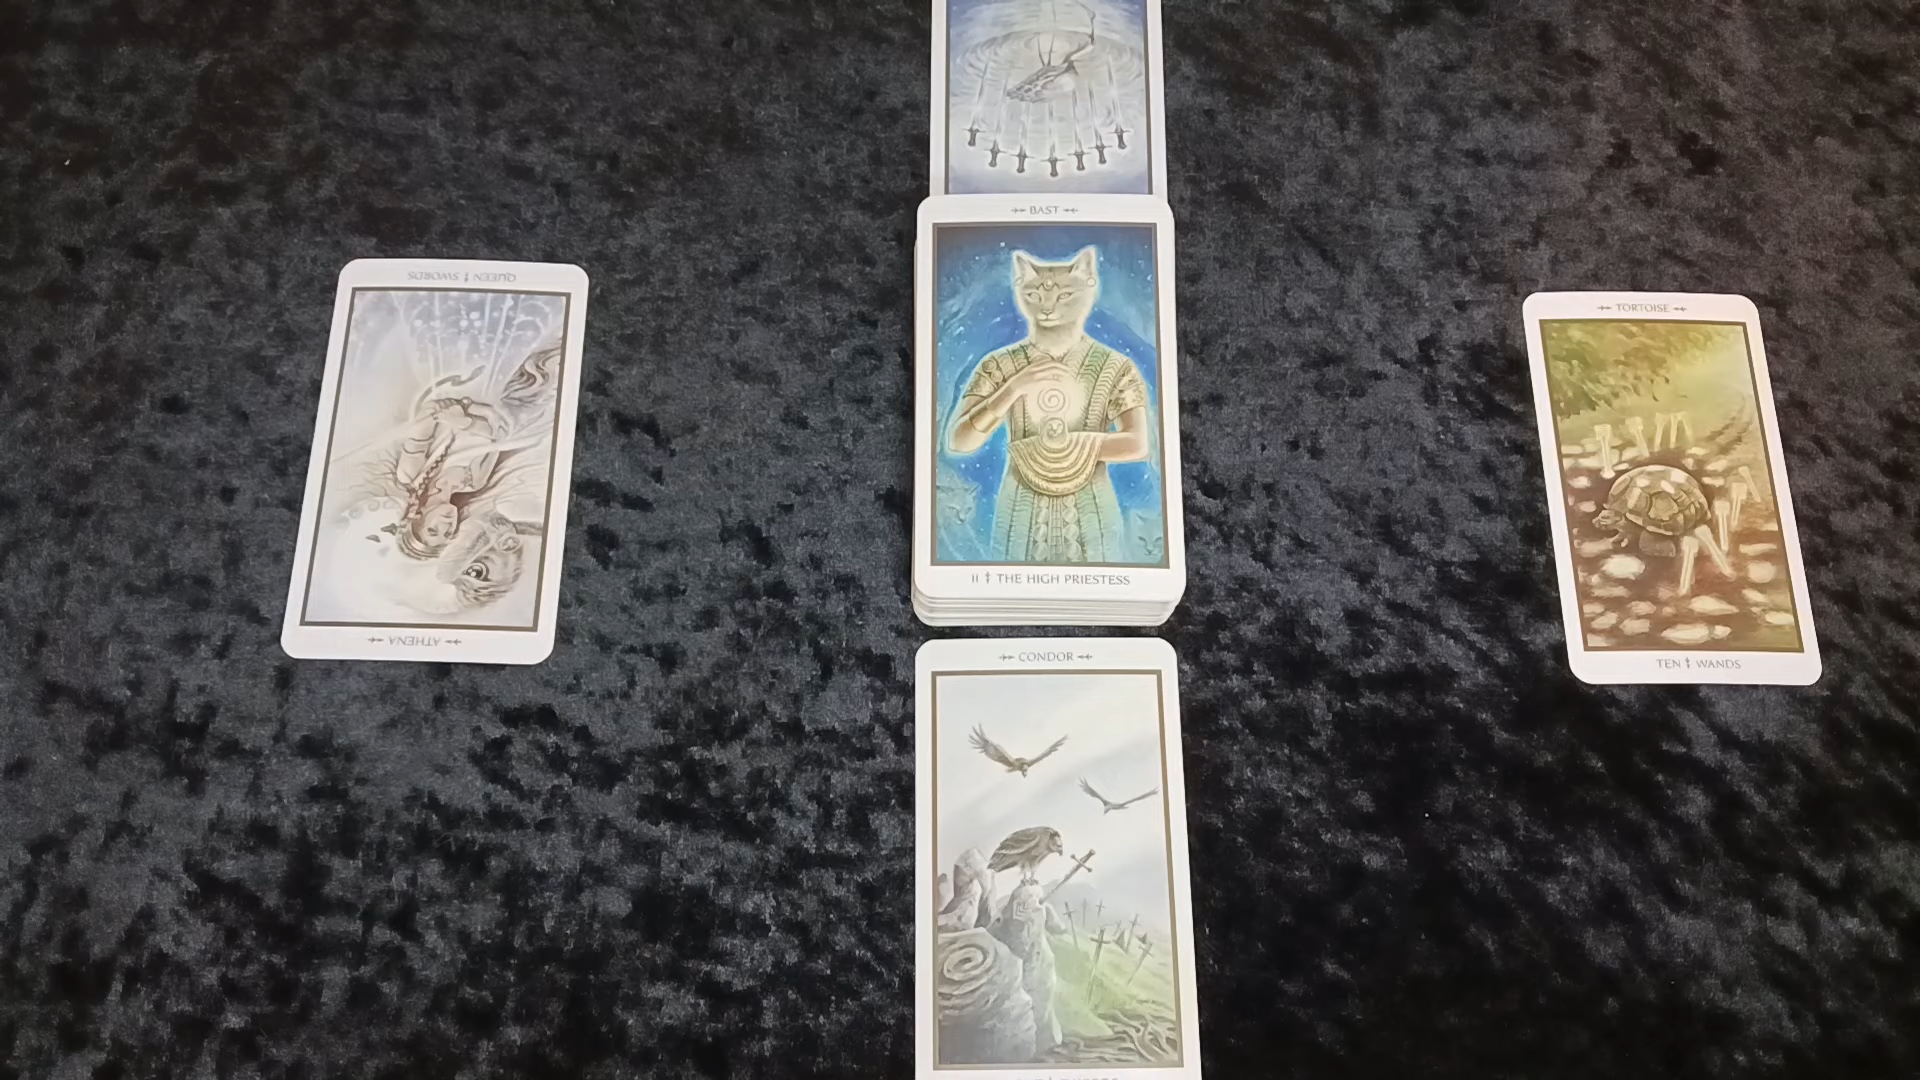 BAST
II ‡ THE HIGH PRIESTESS
QUEEN ‡ SWORDS
ATHENA
TORTOISE
TEN ‡ WANDS
CONDOR